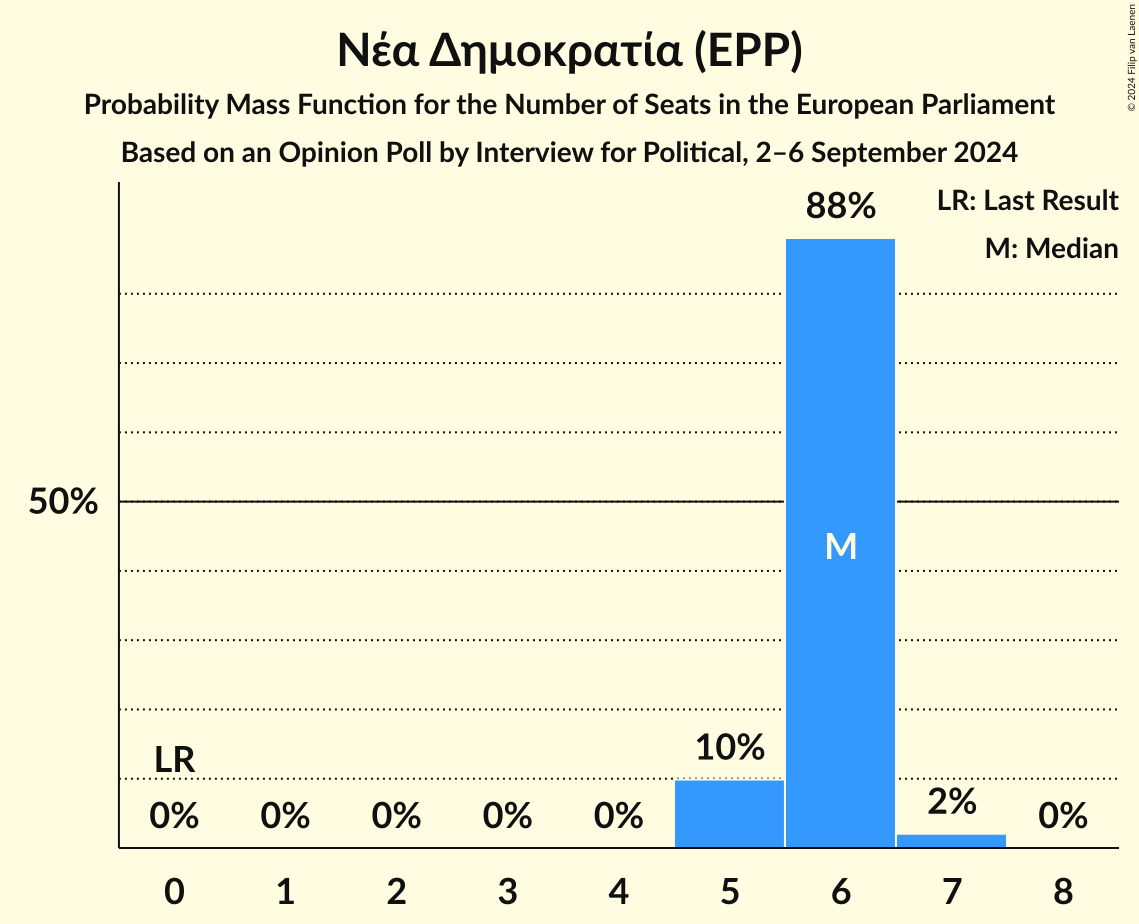 Νέα Δημοκρατία (EPP)
Probability Mass Function for the Number of Seats in the European Parliament
Based on an Opinion Poll by Interview for Political, 2–6 September 2024
© 2024 Filip van Laenen
LR: Last Result
M: Median
88%
50%
M
10%
LR
2%
0% 0% 0% 0% 0% 0%
0 1 2 3 4 5 6 7 8